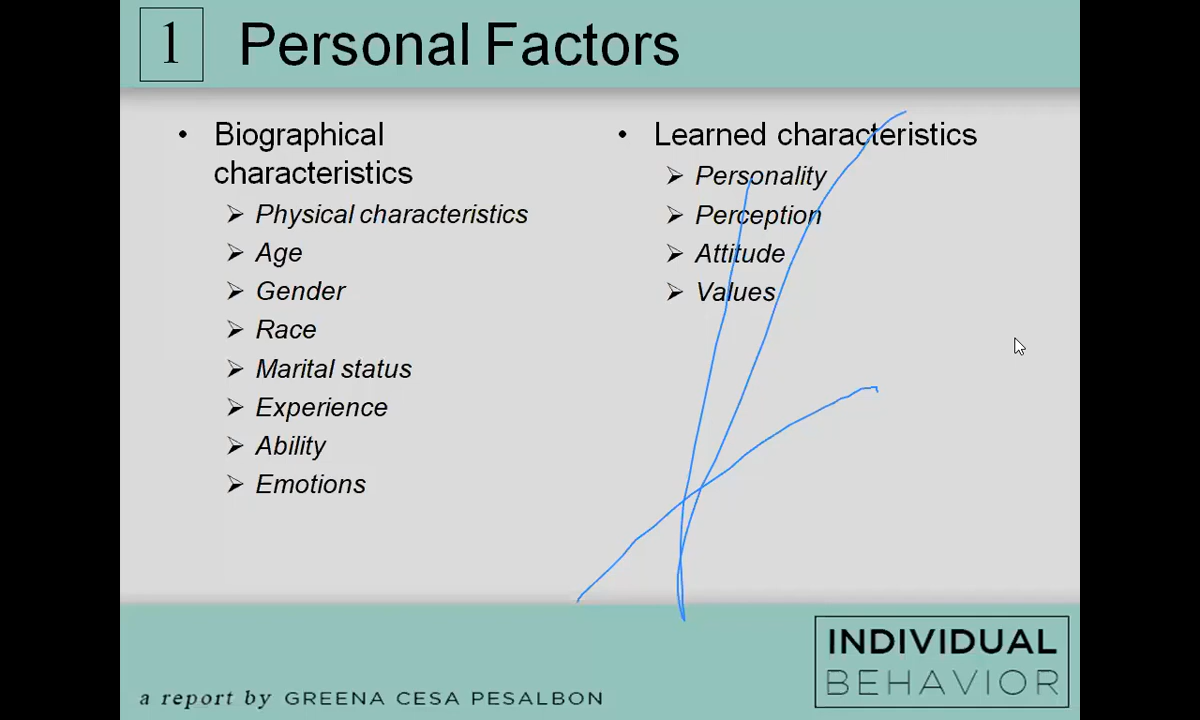 1 Personal Factors
• Biographical
characteristics
➢ Physical characteristics
➢ Age
➢ Gender
➢ Race
➢ Marital status
➢ Experience
➢ Ability
➢ Emotions
• Learned characteristics
➢ Personality
➢ Perception
➢ Attitude
➢ Values
a report by GREENA CESA PESALBON
INDIVIDUAL
BEHAVIOR